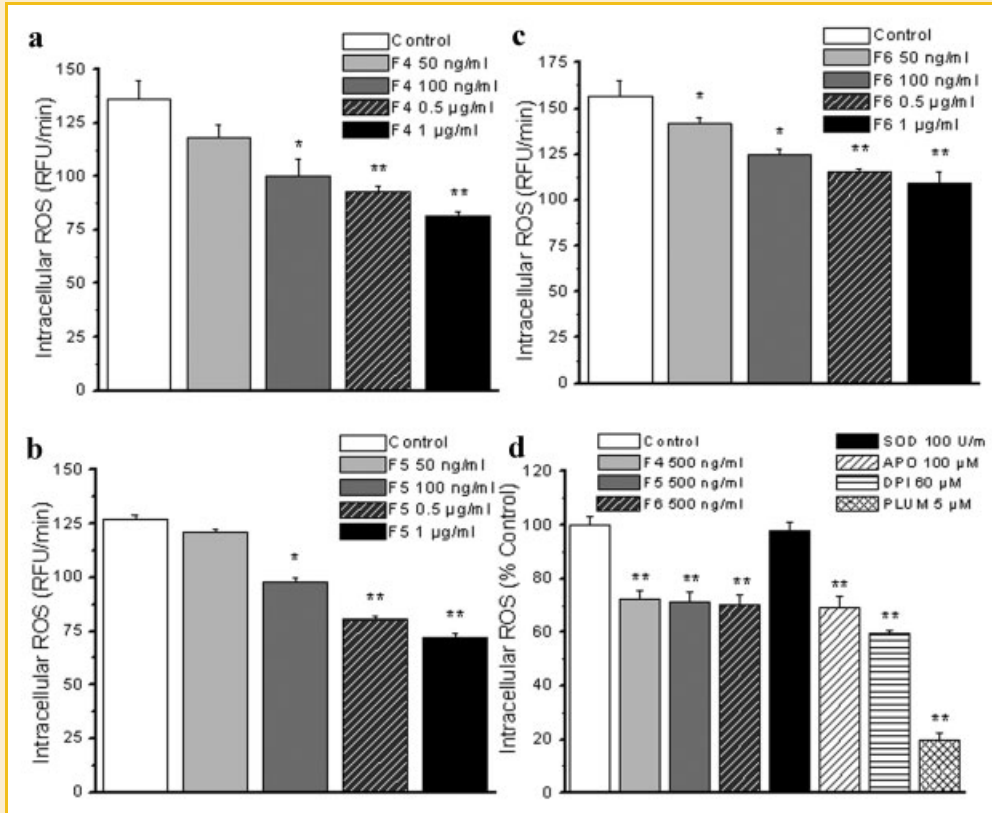 a
Control
F4 50 ng/ml
F4 100 ng/ml
F4 0.5 µg/ml
F4 1 µg/ml
Intracellular ROS (RFU/min)
150
125
100
75
50
25
0
*
**
**
c
Control
F6 50 ng/ml
F6 100 ng/ml
F6 0.5 µg/ml
F6 1 µg/ml
Intracellular ROS (RFU/min)
175
150
125
100
75
50
25
0
*
*
**
**
b
Control
F5 50 ng/ml
F5 100 ng/ml
F5 0.5 µg/ml
F5 1 µg/ml
Intracellular ROS (RFU/min)
150
125
100
75
50
25
0
*
**
**
d
Control
F4 500 ng/ml
F5 500 ng/ml
F6 500 ng/ml
SOD 100 U/m
APO 100 µM
DPI 60 µM
PLUM 5 µM
Intracellular ROS (% Control)
120
100
80
60
40
20
0
**
**
**
**
**
**